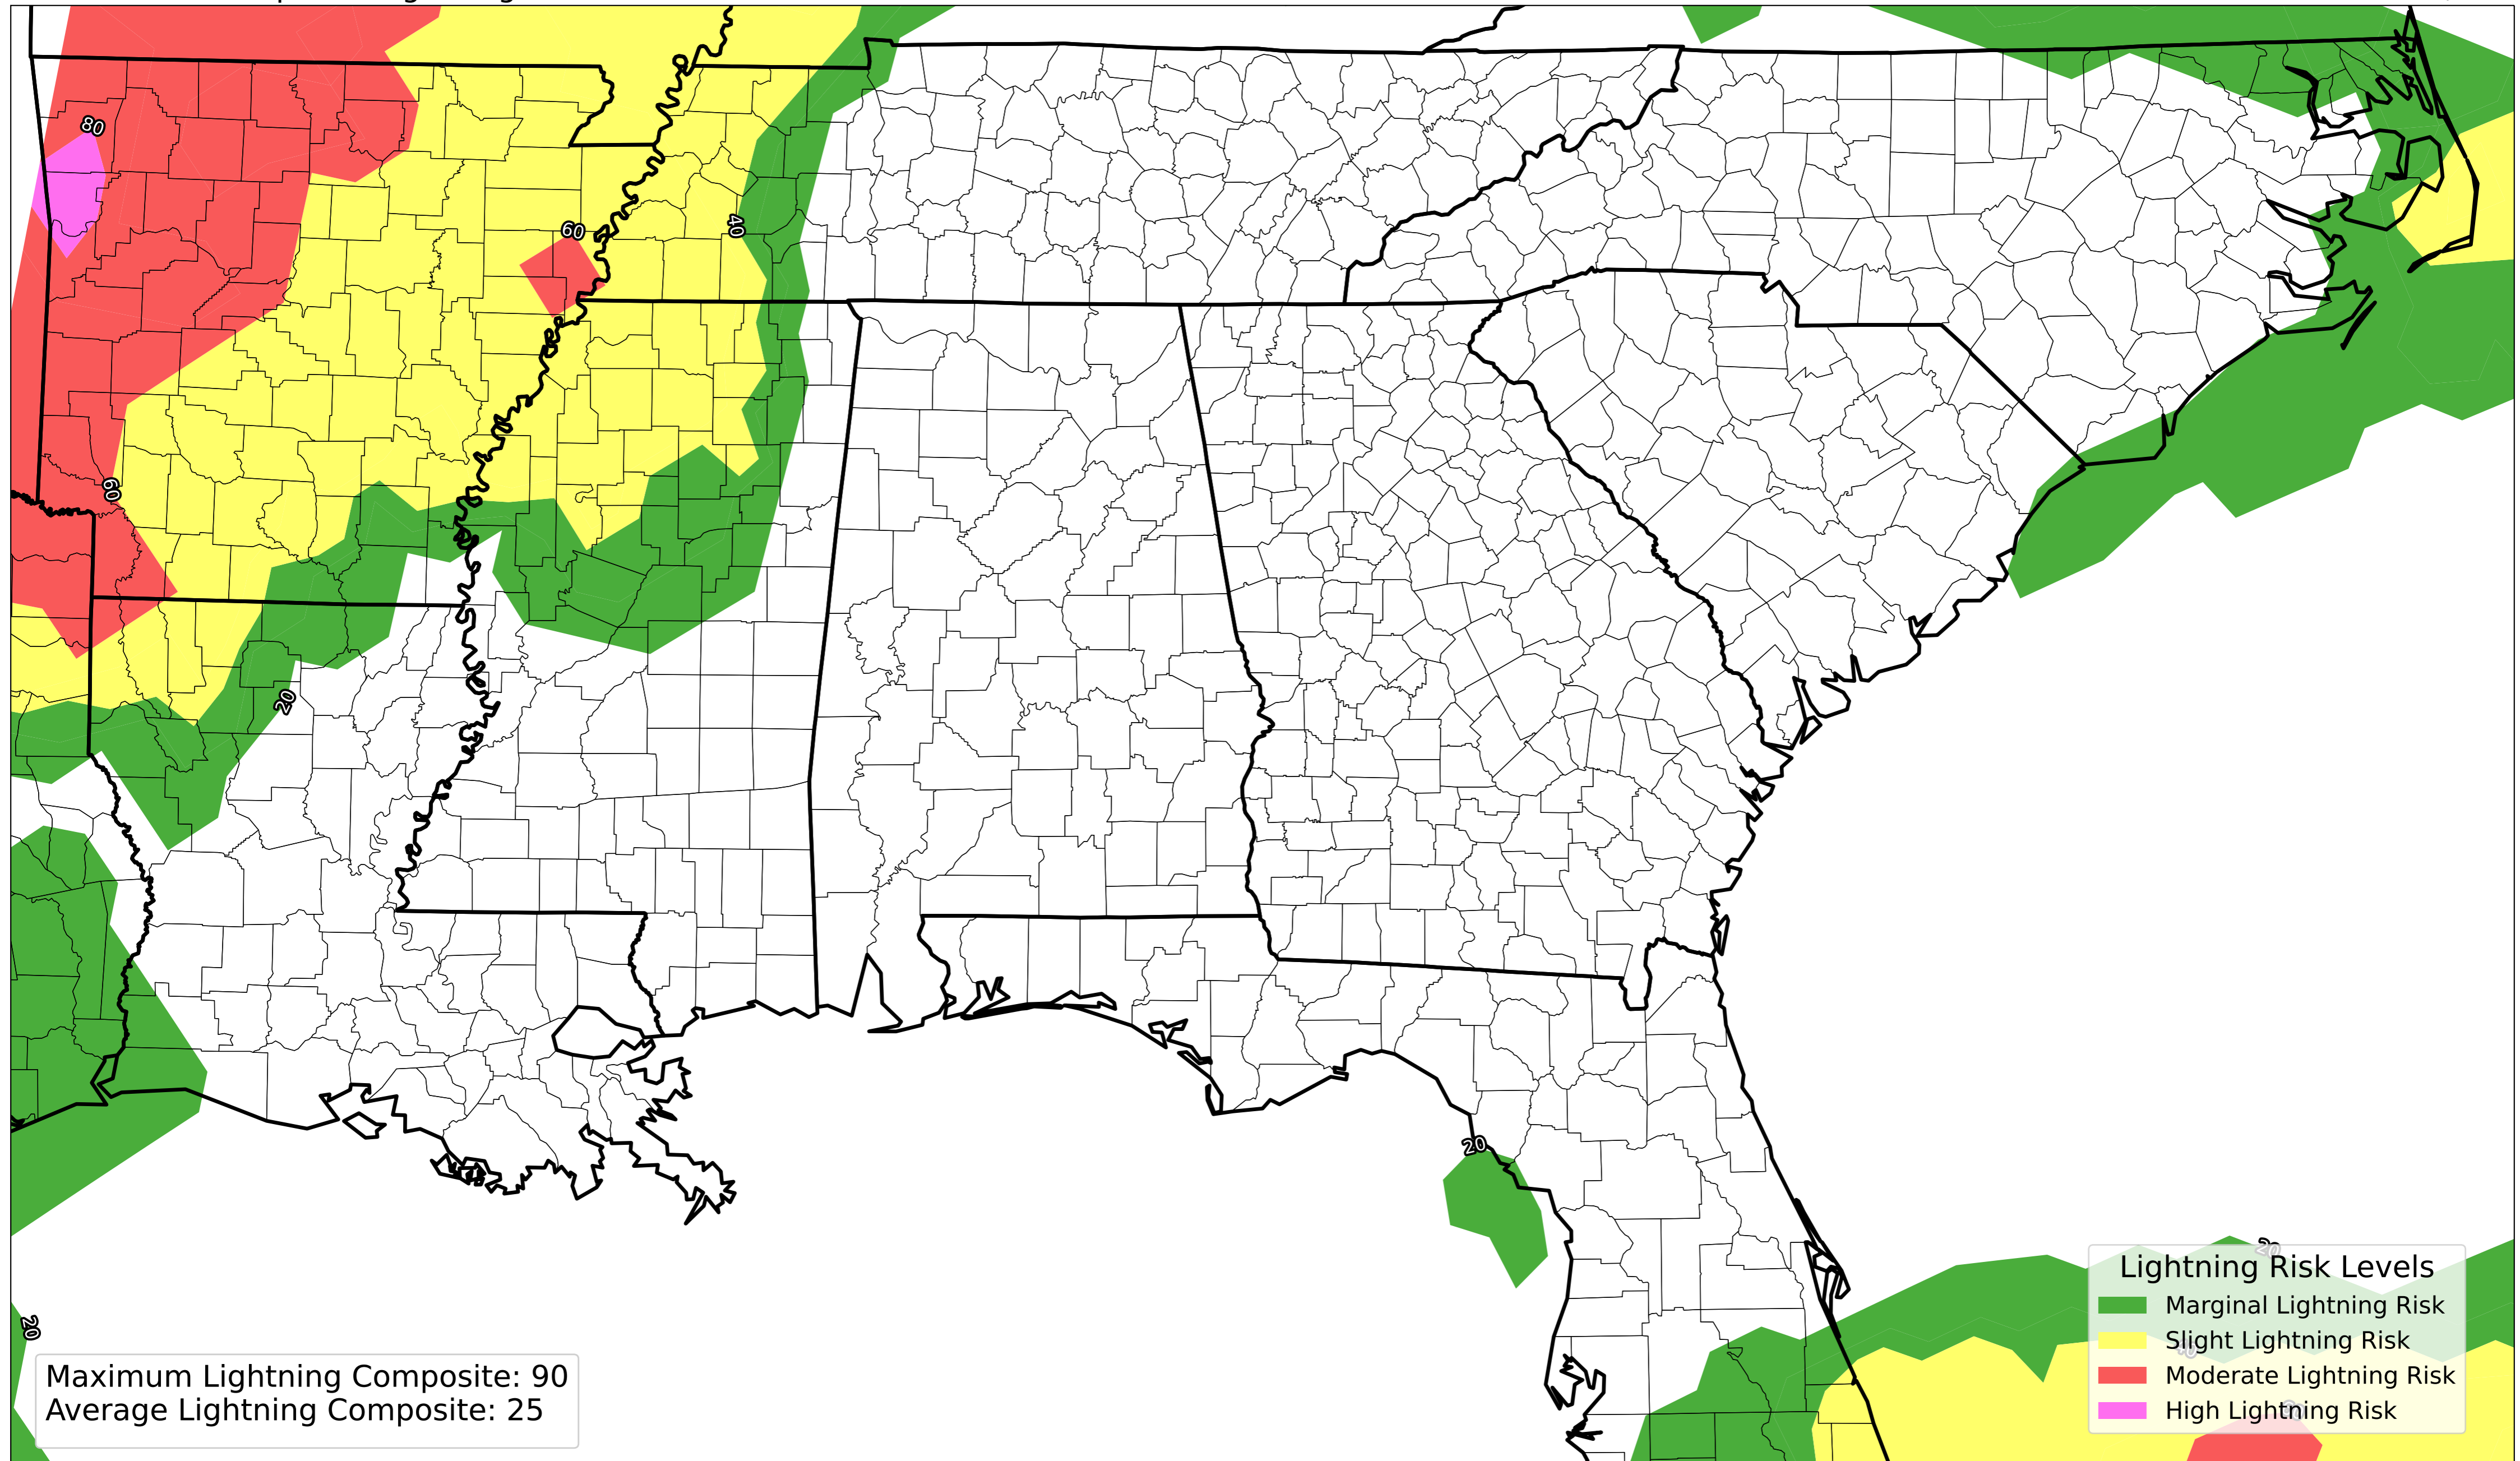 80
60
40
60
20
20
20
20
Lightning Risk Levels
Marginal Lightning Risk
Slight Lightning Risk
Moderate Lightning Risk
High Lightning Risk
Maximum Lightning Composite: 90
Average Lightning Composite: 25